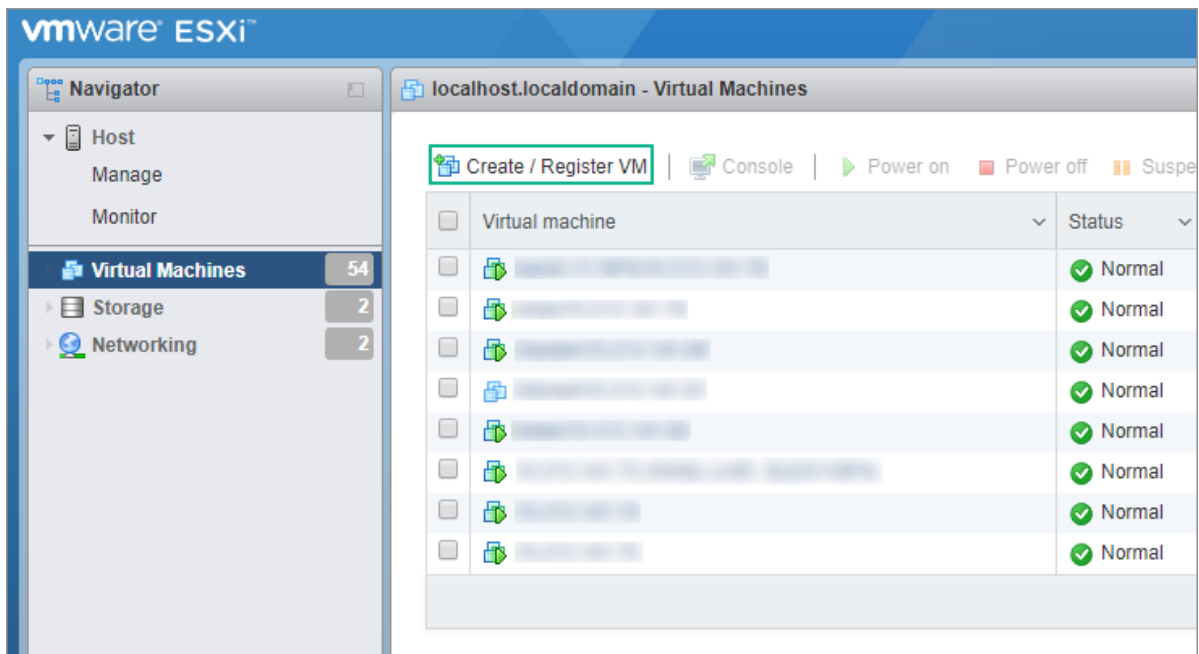 vmware® ESXi™
Navigator
localhost.localdomain - Virtual Machines
Host
Manage
Monitor
Virtual Machines 54
Storage 2
Networking 2
Create / Register VM | Console | Power on Power off Suspe
Virtual machine Status
Normal
Normal
Normal
Normal
Normal
Normal
Normal
Normal